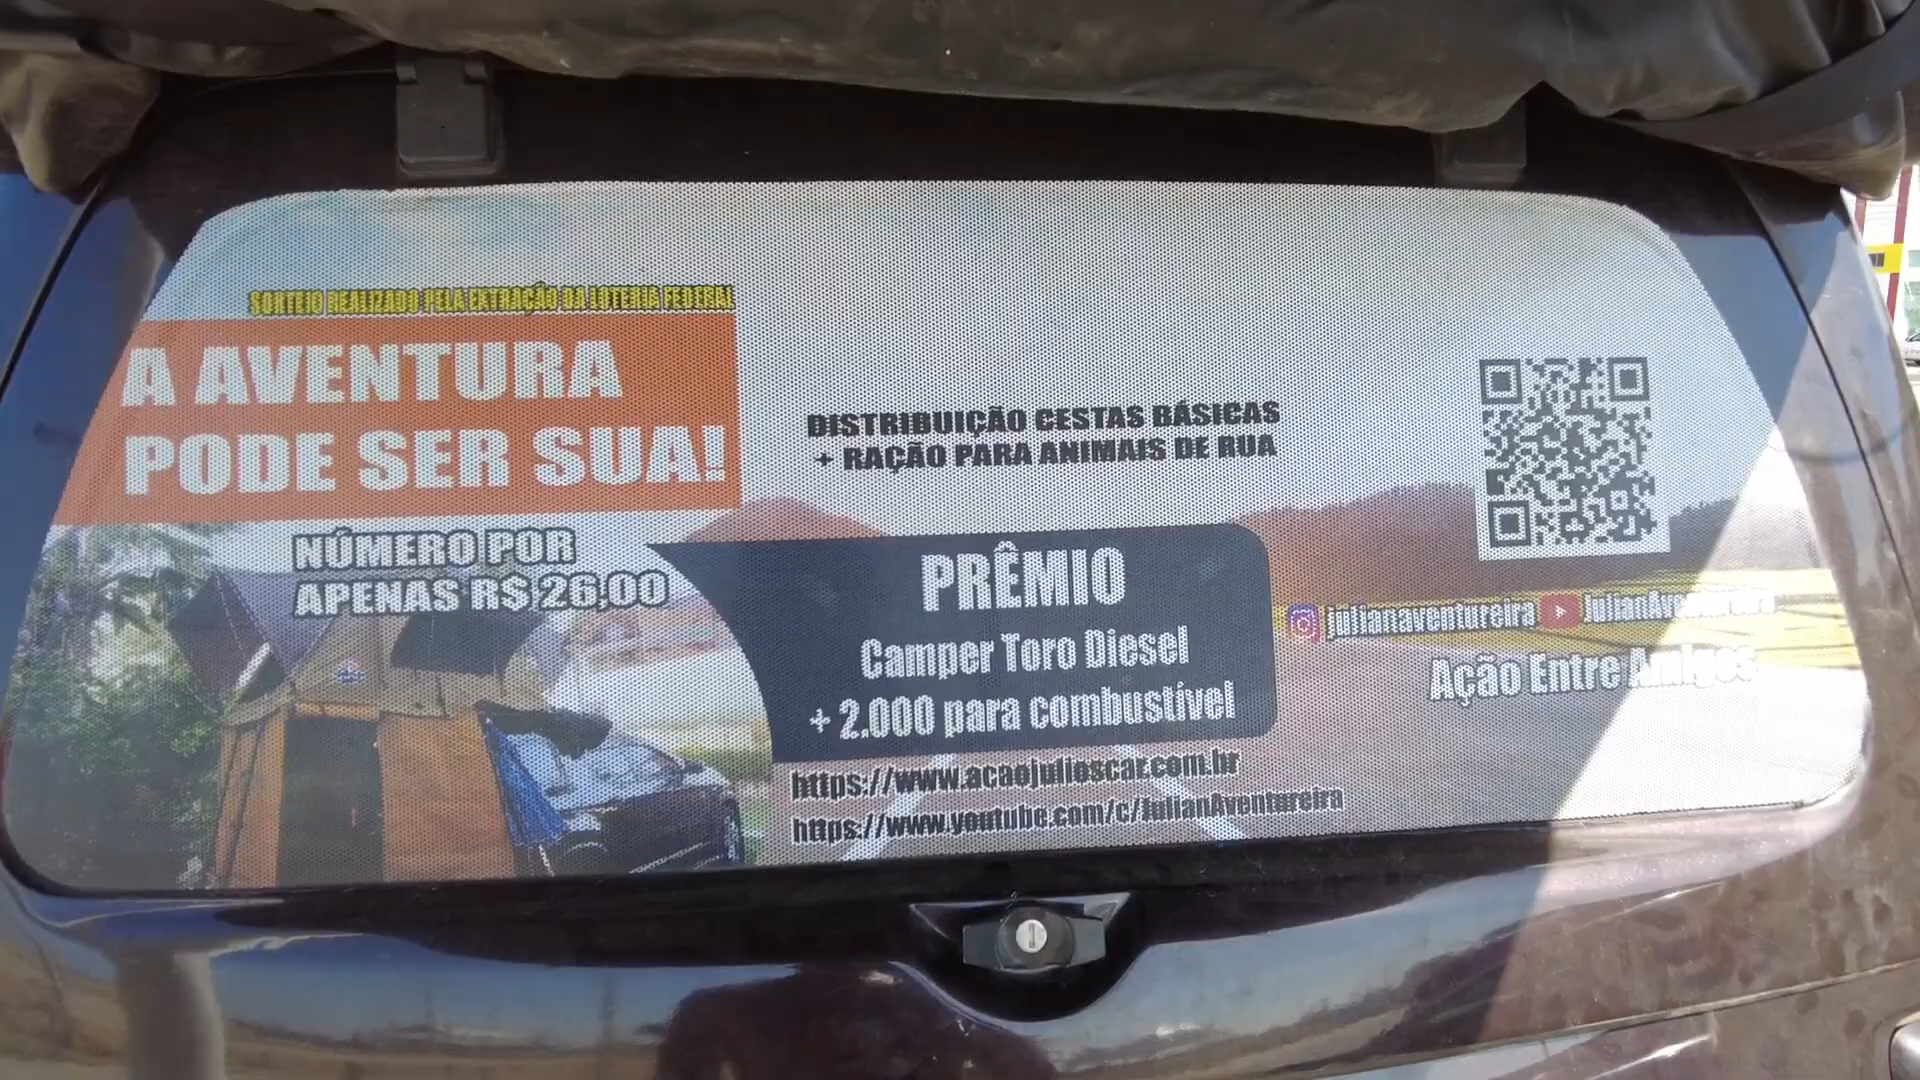 SORTEIO REALIZADO PELA EXTRAÇÃO DA LOTERIA FEDERAL
A AVENTURA
PODE SER SUA!
NÚMERO POR
APENAS R$ 26,00
DISTRIBUIÇÃO CESTAS BÁSICAS
+ RAÇÃO PARA ANIMAIS DE RUA
PRÊMIO
Camper Toro Diesel
+ 2.000 para combustível
https://www.acaojulioscar.com.br
https://www.youtube.com/c/JulianAventureira
julianaventureira JulianAventureira
Ação Entre Amigos